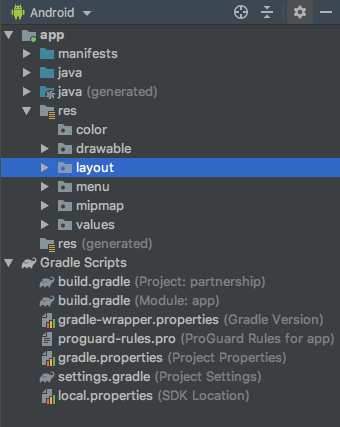 Android
app
manifests
java
java (generated)
res
color
drawable
layout
menu
mipmap
values
res (generated)
Gradle Scripts
build.gradle (Project: partnership)
build.gradle (Module: app)
gradle-wrapper.properties (Gradle Version)
proguard-rules.pro (ProGuard Rules for app)
gradle.properties (Project Properties)
settings.gradle (Project Settings)
local.properties (SDK Location)